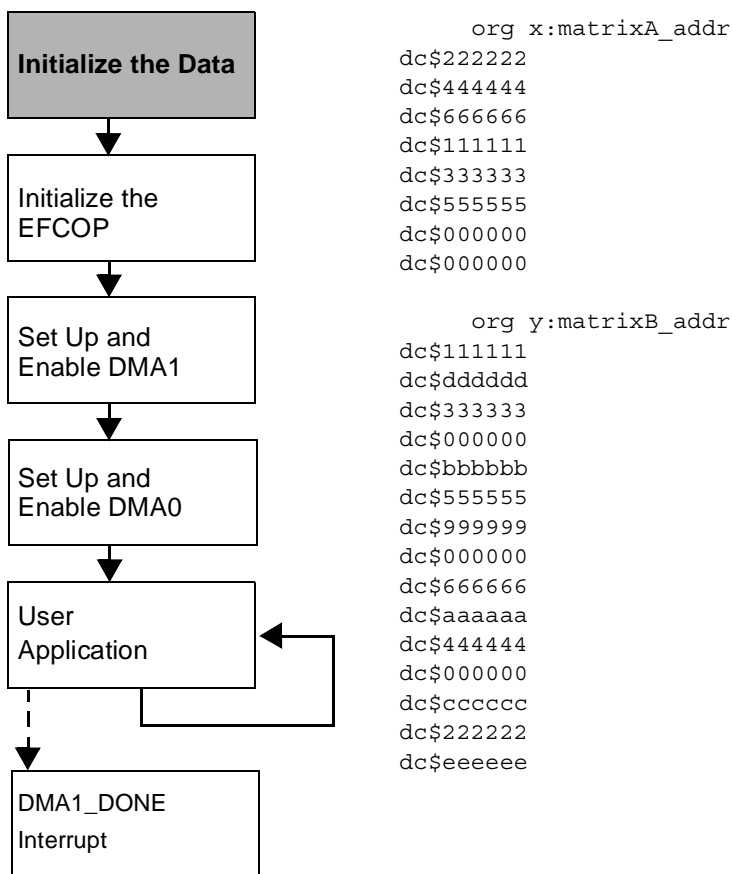 Initialize the Data
Initialize the
EFCOP
Set Up and
Enable DMA1
Set Up and
Enable DMA0
User
Application
DMA1_DONE
Interrupt
org x:matrixA_addr
dc$222222
dc$444444
dc$666666
dc$111111
dc$333333
dc$555555
dc$000000
dc$000000
org y:matrixB_addr
dc$111111
dc$dddddd
dc$333333
dc$000000
dc$bbbbbb
dc$555555
dc$999999
dc$000000
dc$666666
dc$aaaaaa
dc$444444
dc$000000
dc$cccccc
dc$222222
dc$eeeeee